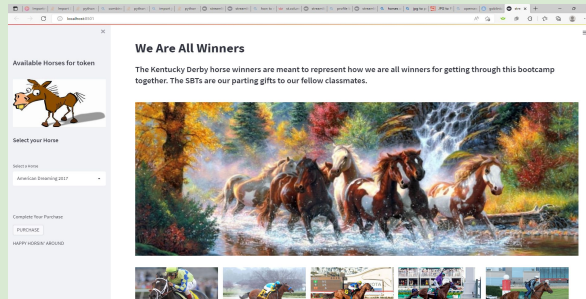 localhost:8501
Available Horses for token
Select your Horse
Select a Horse
American Dreaming 2017
Complete Your Purchase
PURCHASE
HAPPY HORSIN' AROUND
We Are All Winners
The Kentucky Derby horse winners are meant to represent how we are all winners for getting through this bootcamp
together. The SBTs are our parting gifts to our fellow classmates.